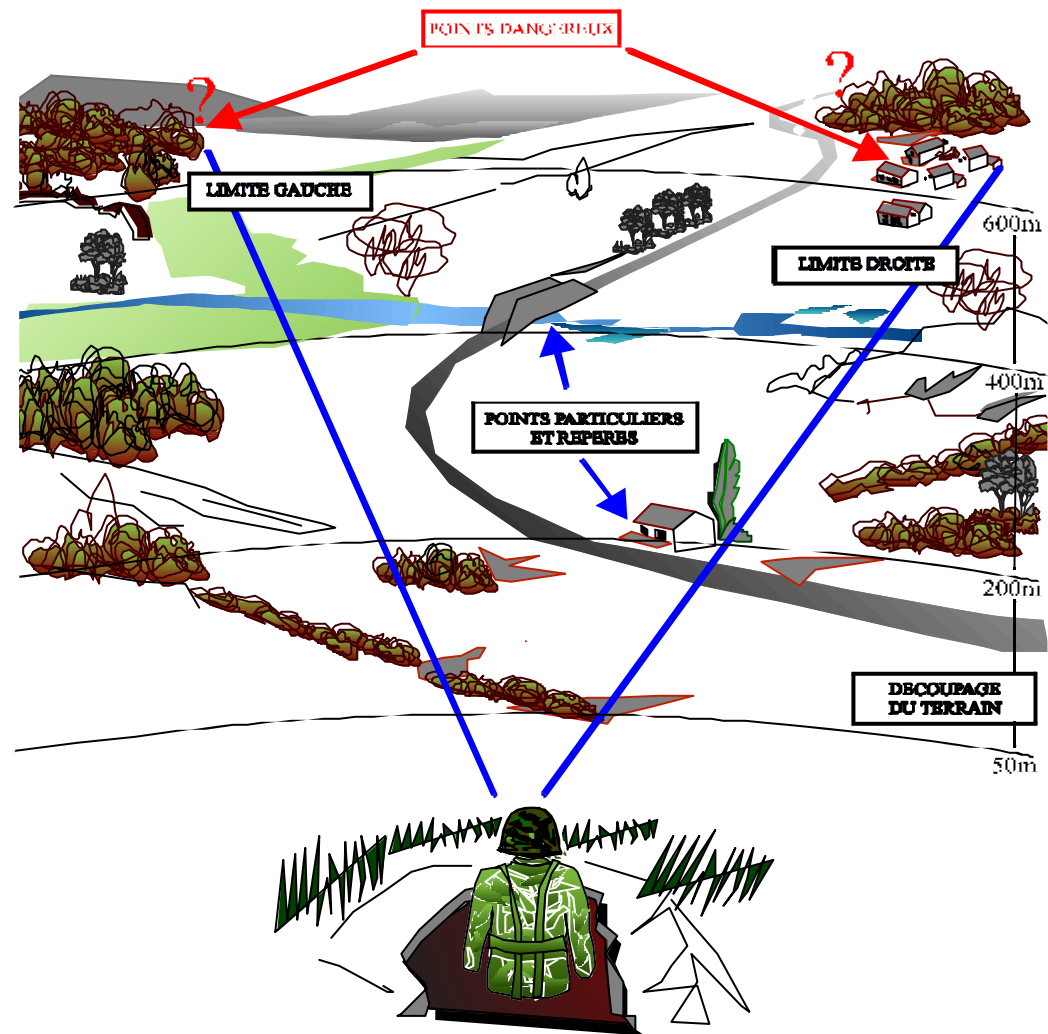 POINTS DANGEREUX
?
?
LIMITE GAUCHE
600m
LIMITE DROITE
400m
POINTS PARTICULIERS
ET REPERES
200m
DECOUPAGE
DU TERRAIN
50m